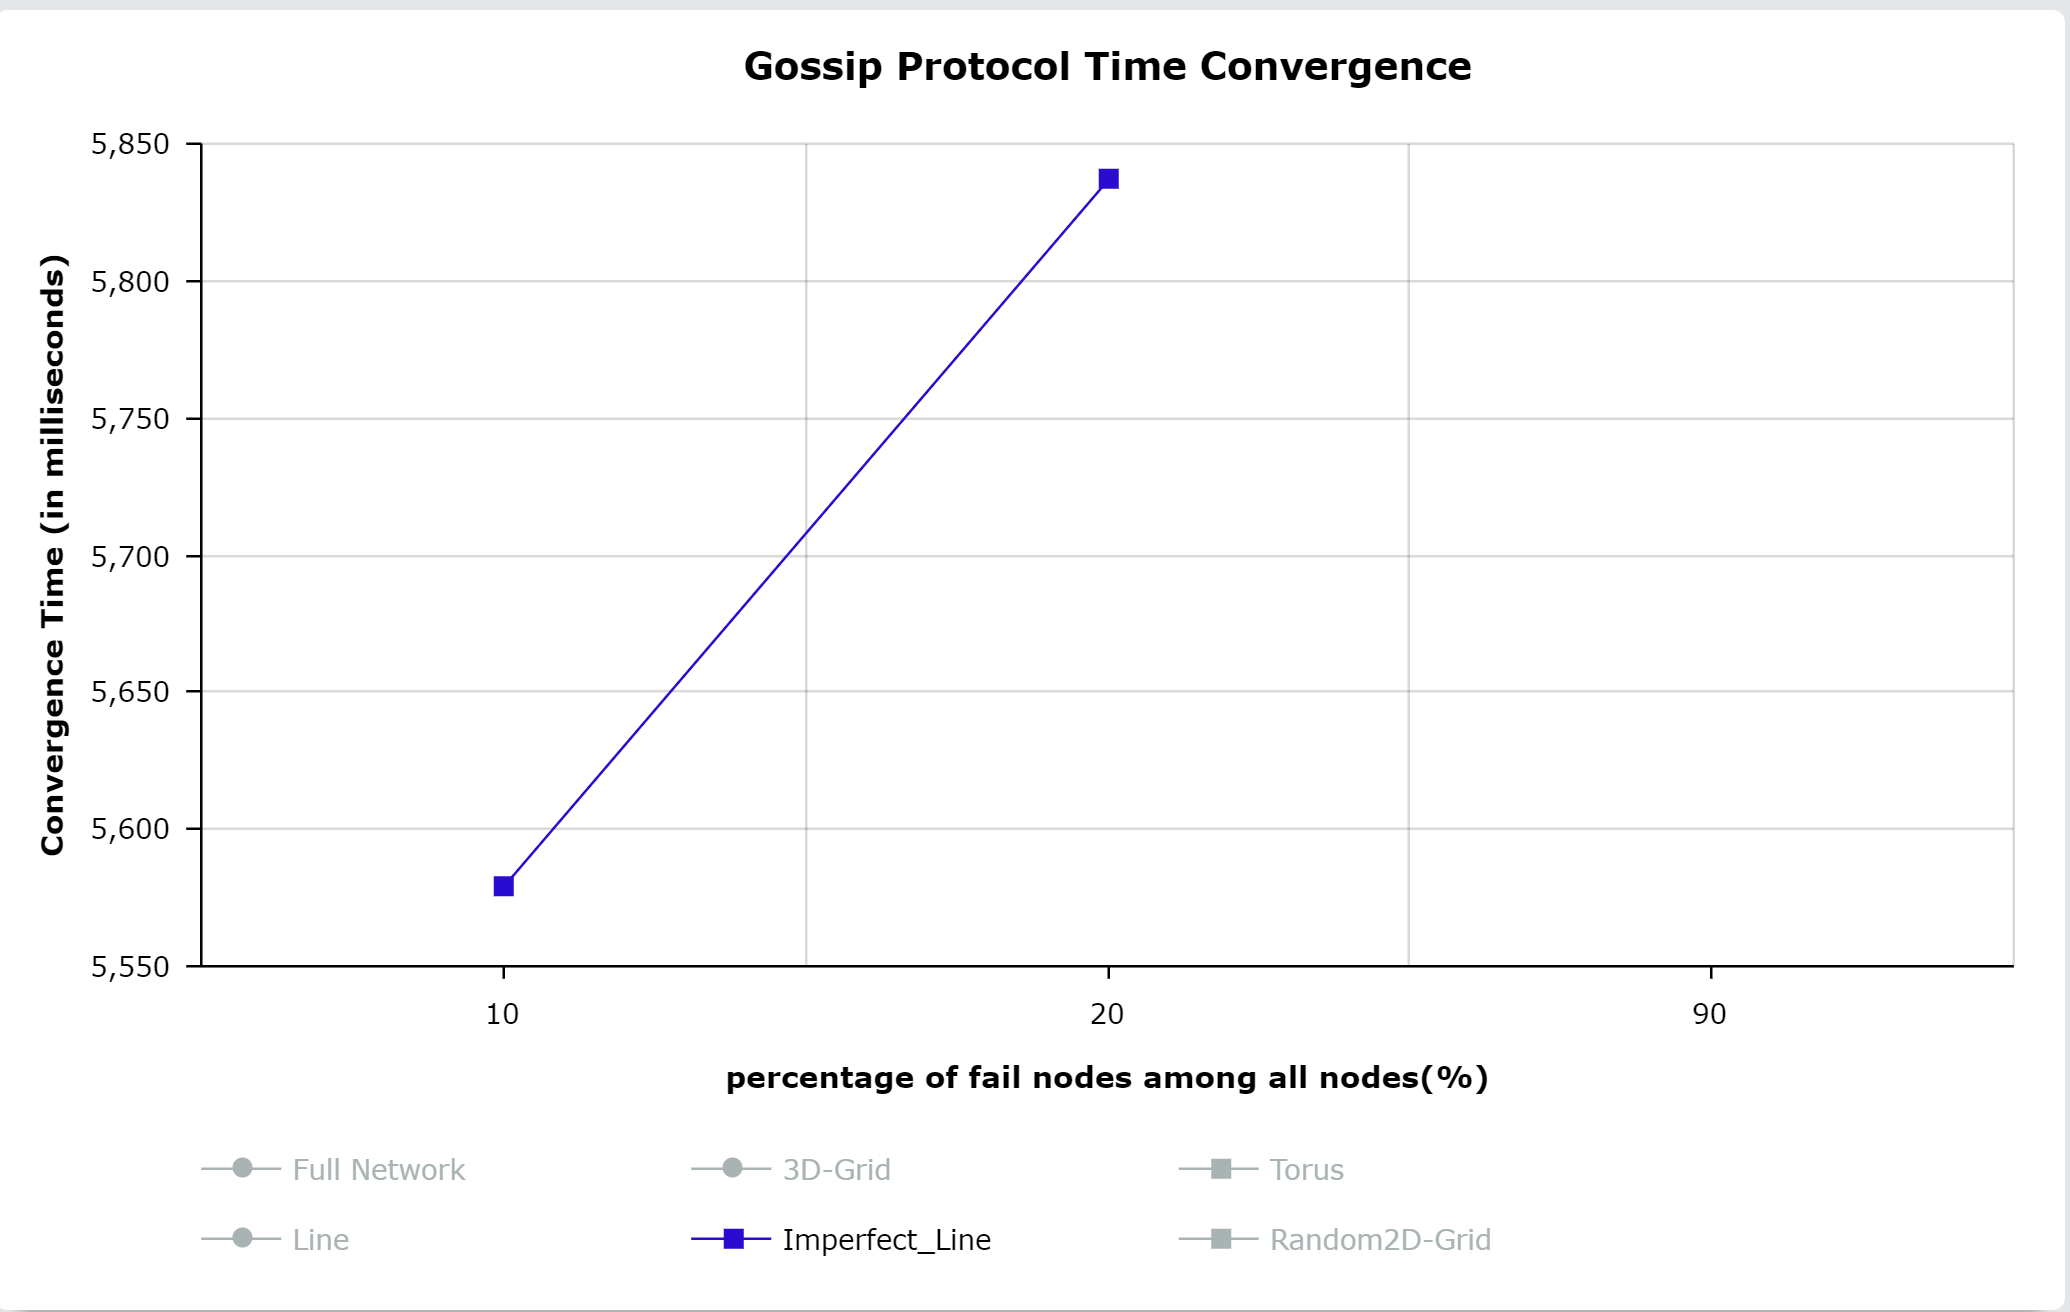 Gossip Protocol Time Convergence
Convergence Time (in milliseconds)
5,850
5,800
5,750
5,700
5,650
5,600
5,550
10 20 90
percentage of fail nodes among all nodes(%)
Full Network 3D-Grid Torus
Line Imperfect_Line Random2D-Grid